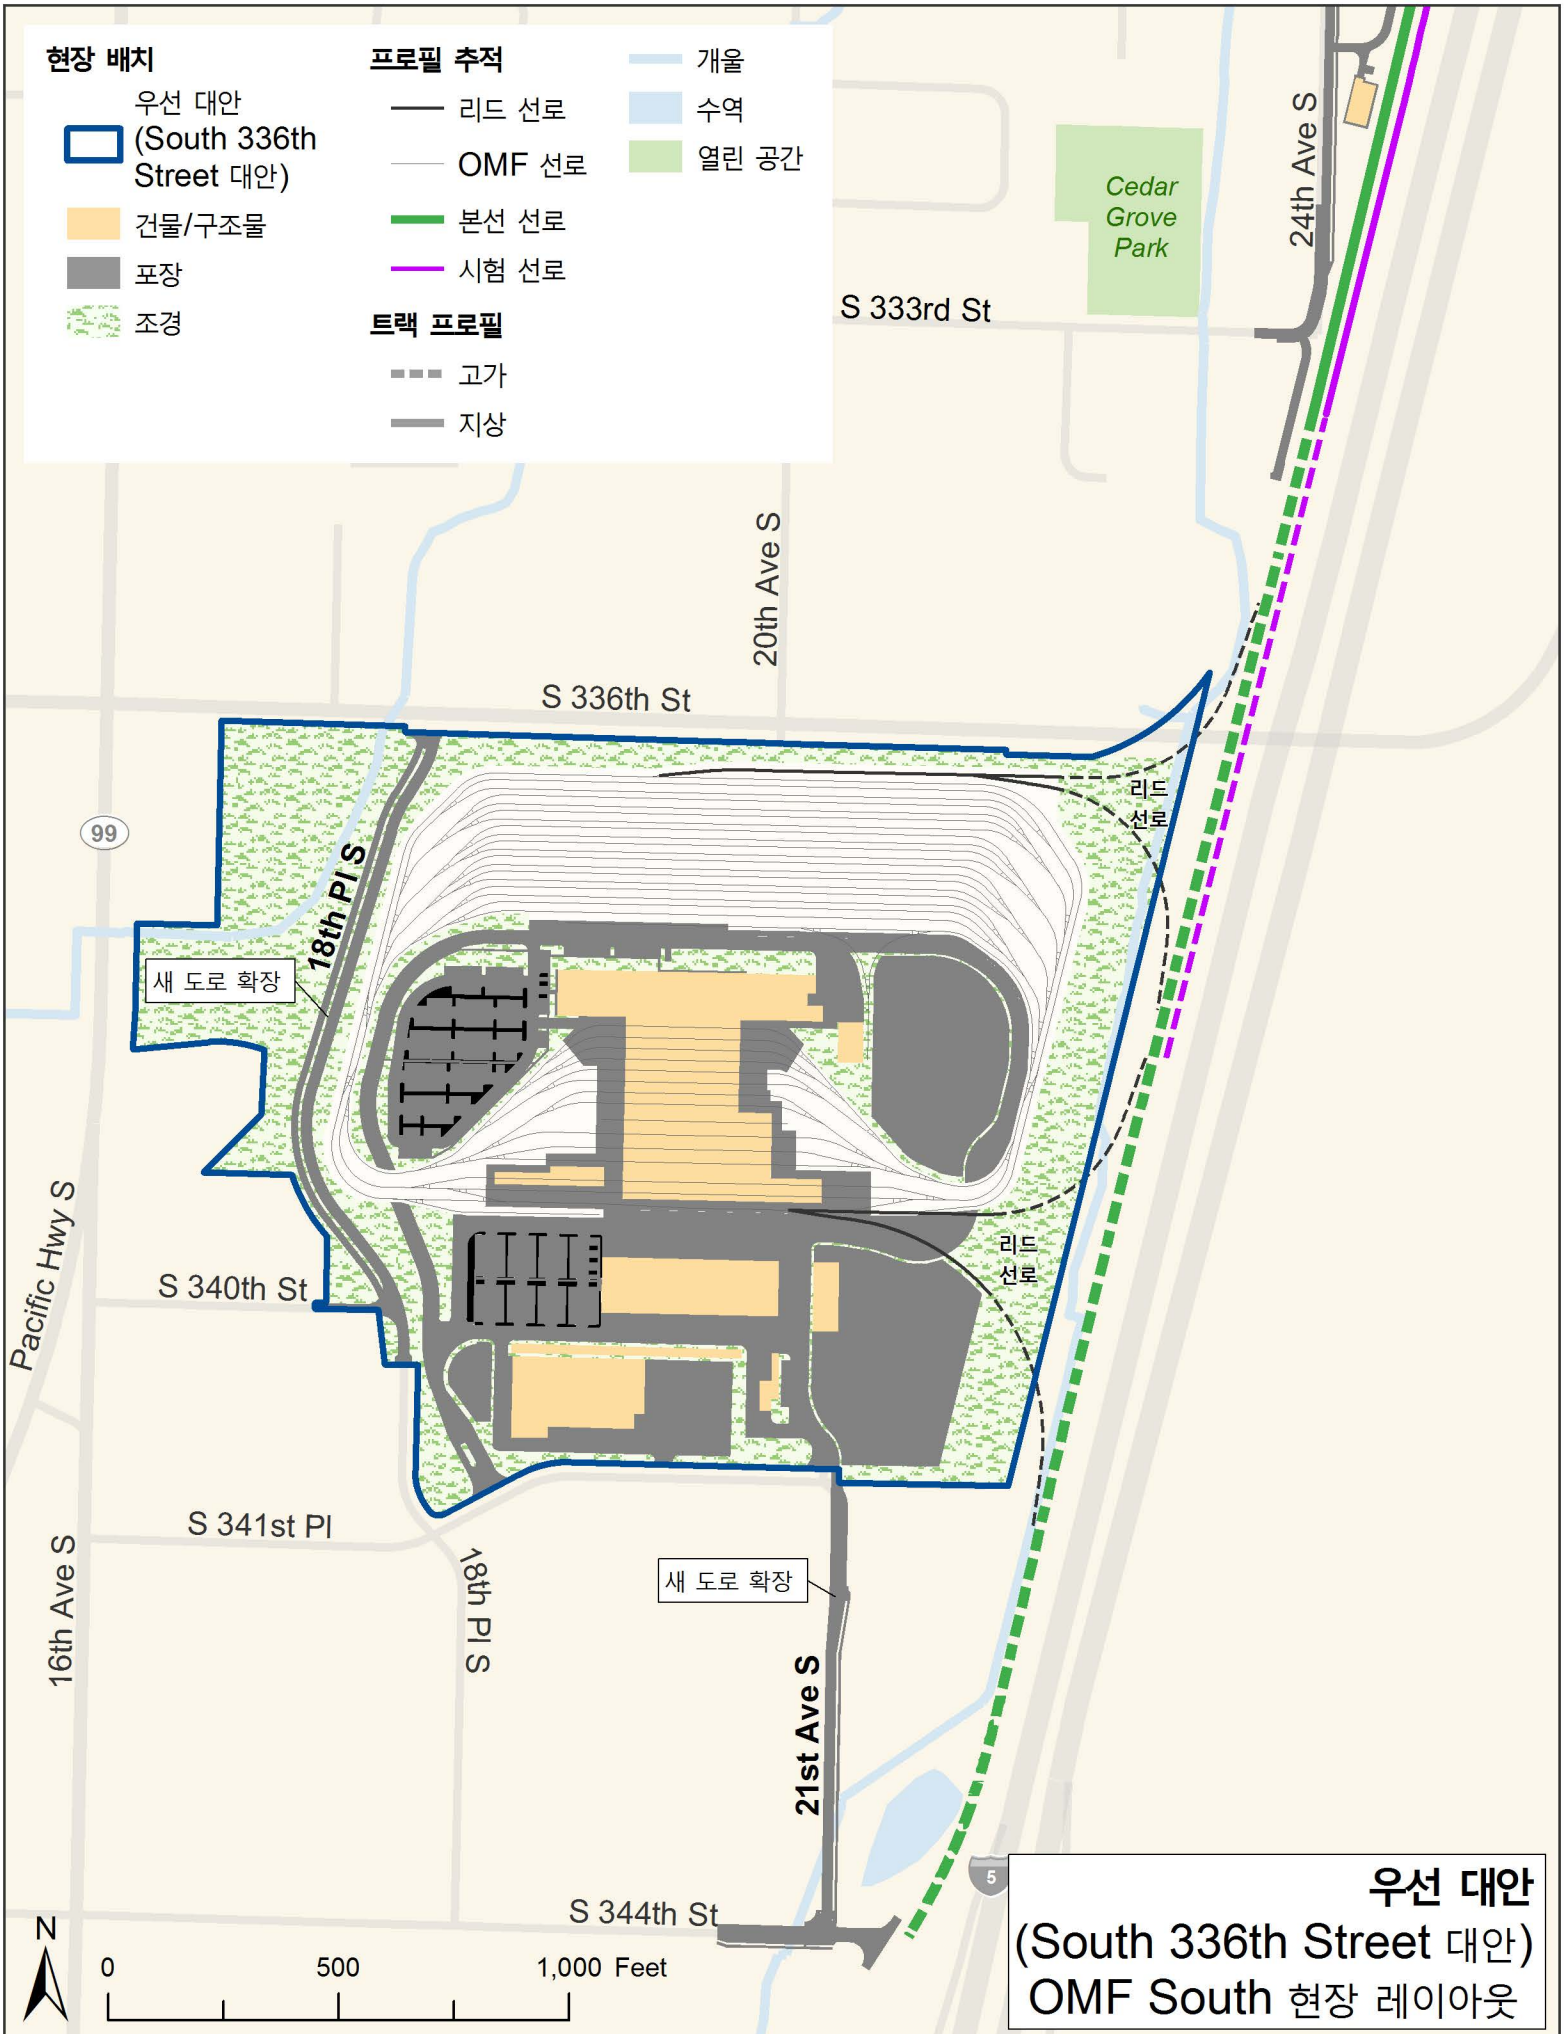 현장 배치
우선 대안
(South 336th
Street 대안)
건물/구조물
포장
조경
프로필 추적
리드 선로
OMF 선로
본선 선로
시험 선로
트랙 프로필
고가
지상
개울
수역
열린 공간
Cedar
Grove
Park
24th Ave S
S 333rd St
20th Ave S
S 336th St
리드
선로
99
18th Pl S
새 도로 확장
Pacific Hwy S
S 340th St
리드
선로
S 341st Pl
16th Ave S
18th Pl S
새 도로 확장
21st Ave S
S 344th St
5
N
0 500 1,000 Feet
우선 대안
(South 336th Street 대안)
OMF South 현장 레이아웃